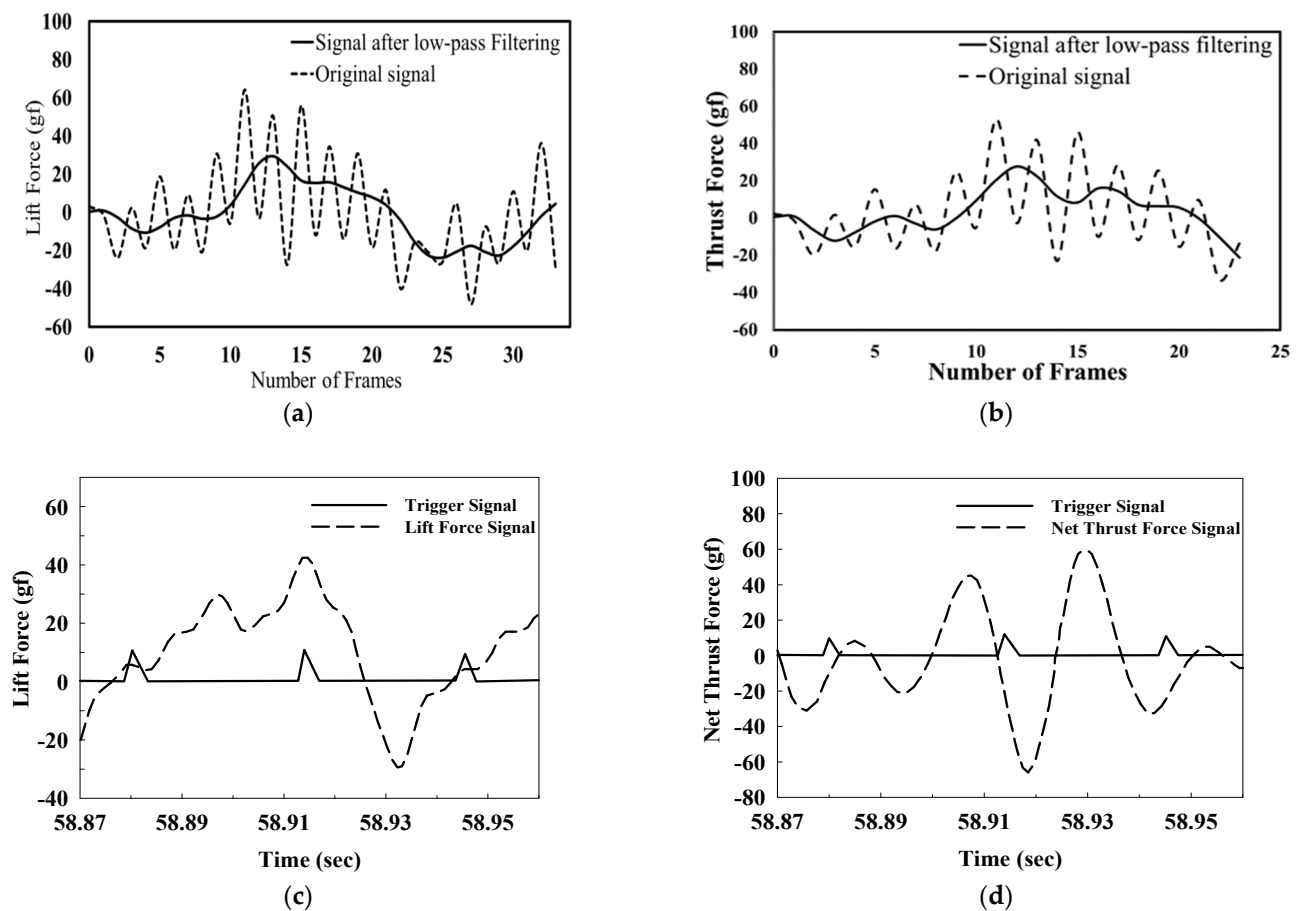 100
80
60
40
20
0
-20
-40
-60
Lift Force (gf)
Signal after low-pass Filtering
Original signal
0 5 10 15 20 25 30
Number of Frames
(a)
100
80
60
40
20
0
-20
-40
-60
Thrust Force (gf)
Signal after low-pass filtering
Original signal
0 5 10 15 20 25
Number of Frames
(b)
60
40
20
0
-20
-40
Lift Force (gf)
Trigger Signal
Lift Force Signal
58.87 58.89 58.91 58.93 58.95
Time (sec)
(c)
100
80
60
40
20
0
-20
-40
-60
-80
Net Thrust Force (gf)
Trigger Signal
Net Thrust Force Signal
58.87 58.89 58.91 58.93 58.95
Time (sec)
(d)